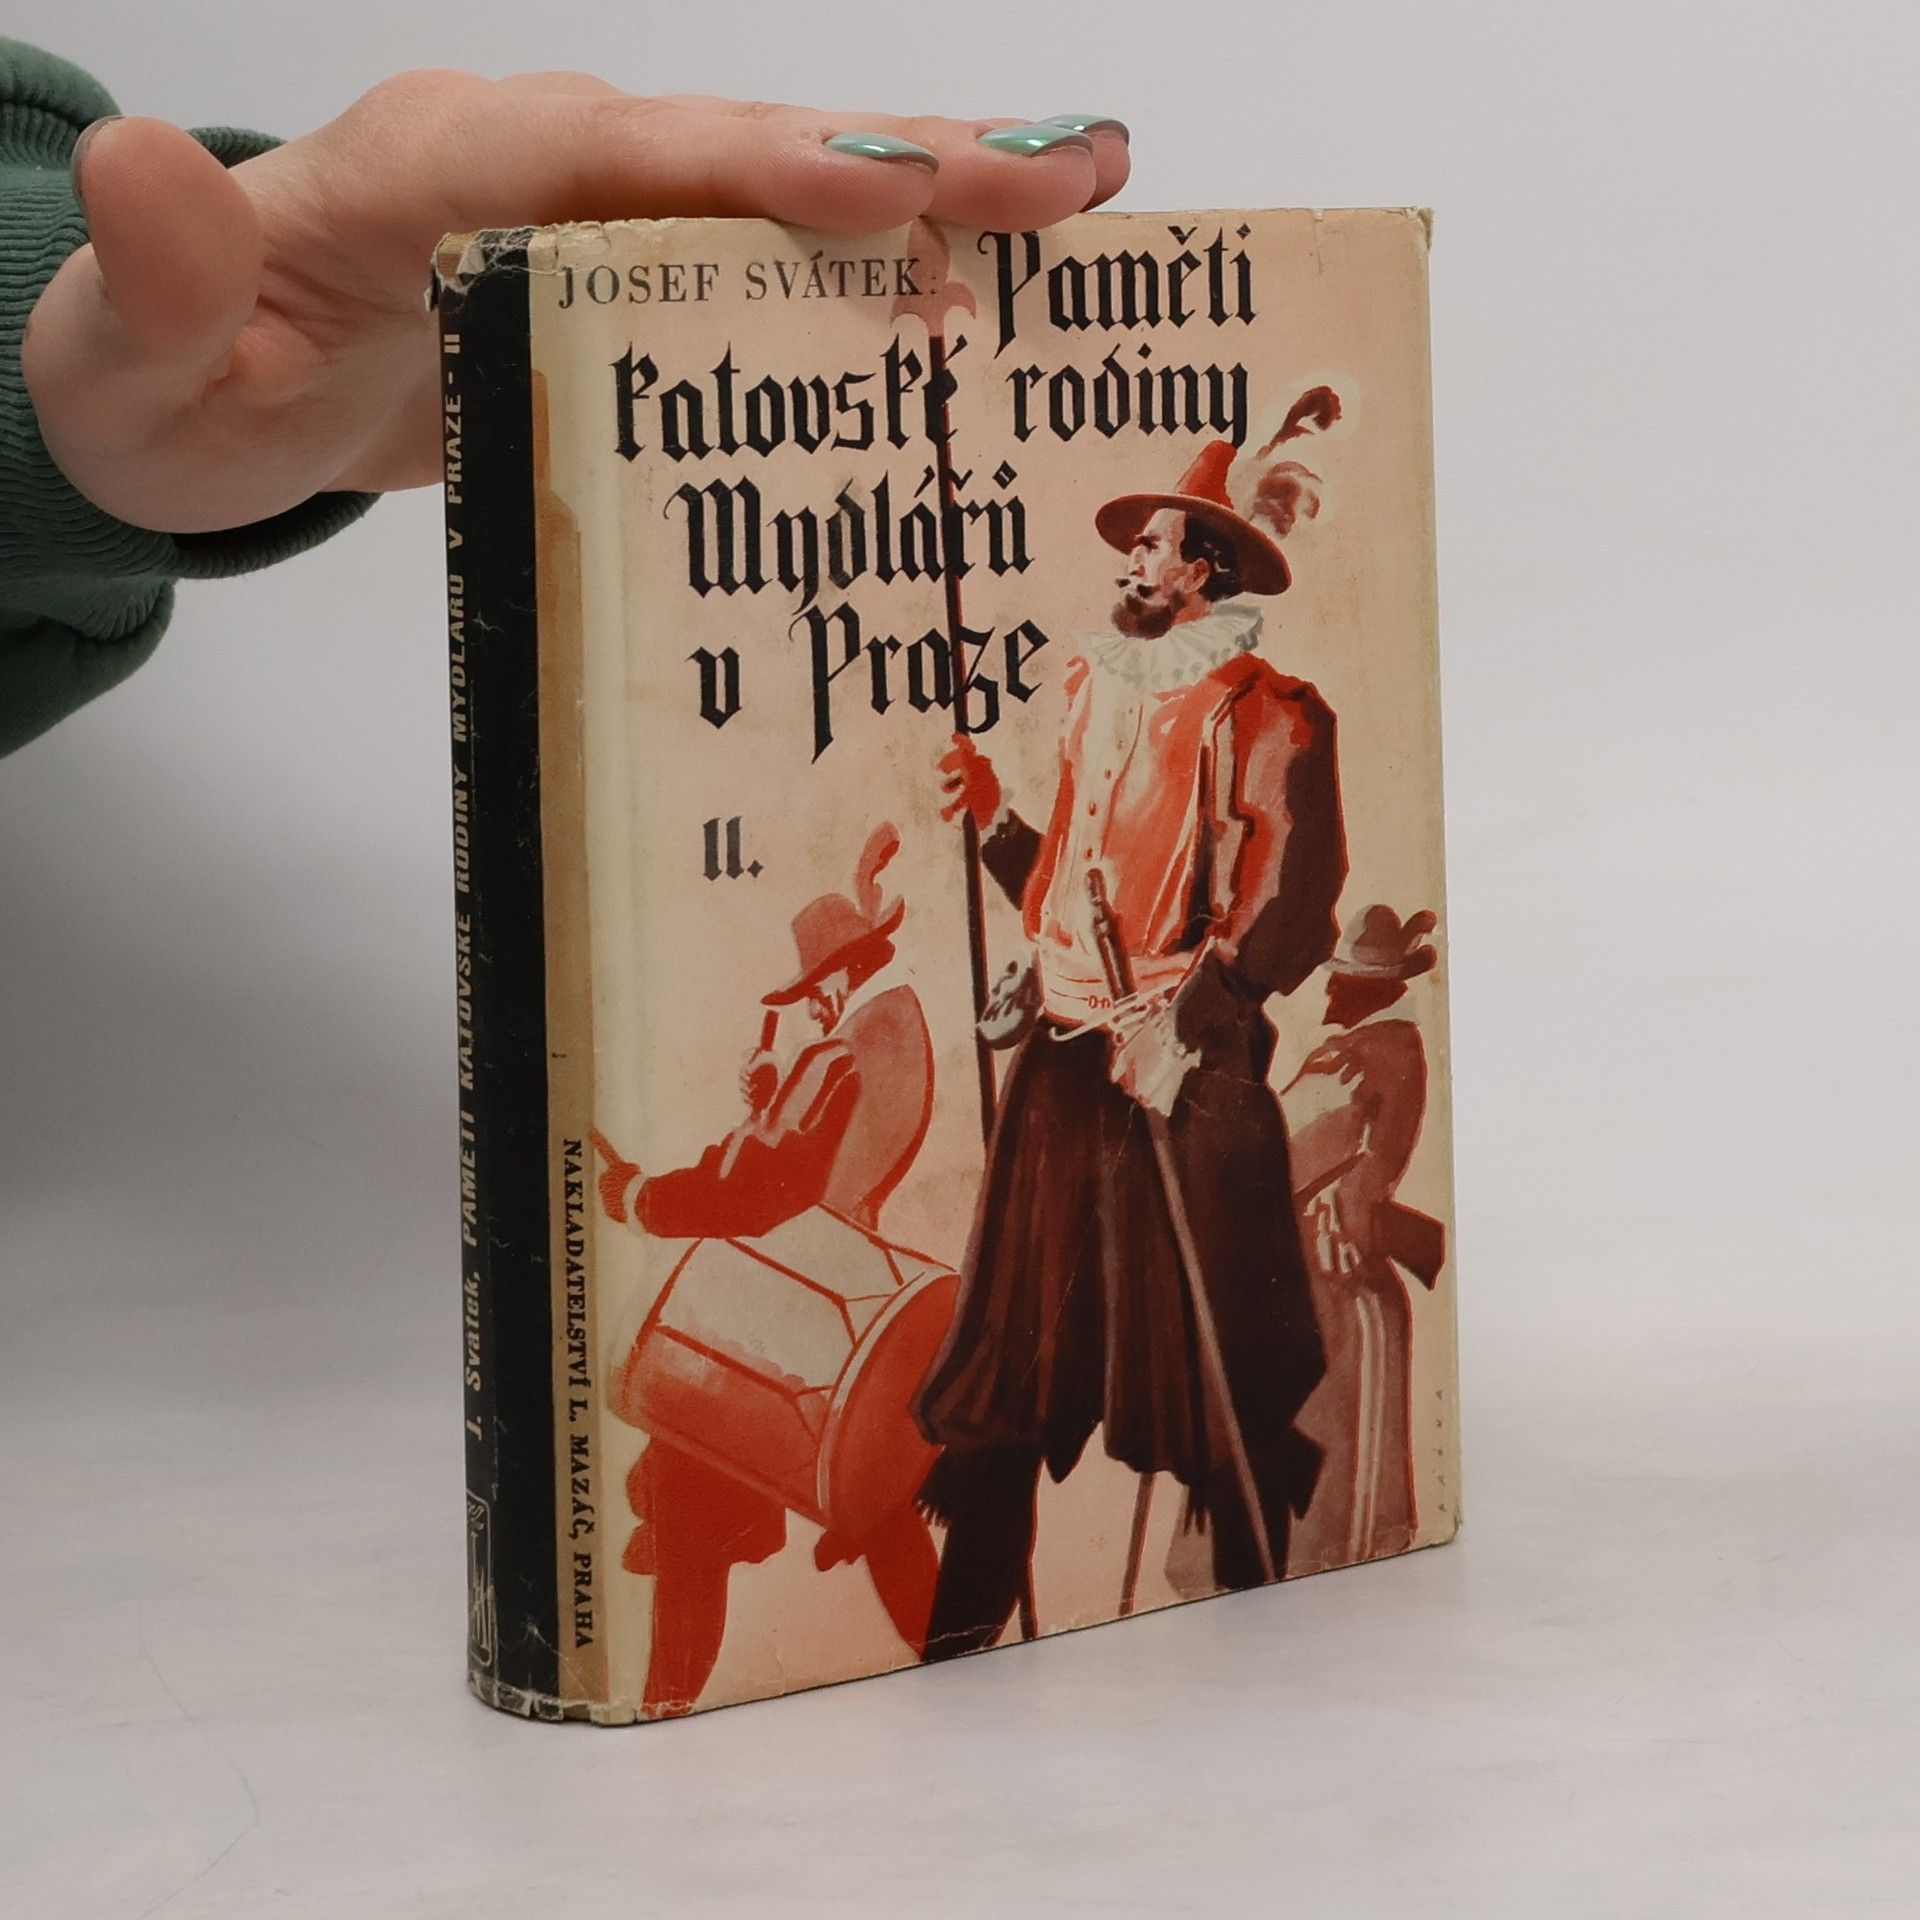 JOSEF SVÁTEK: Paměti
katovské rodiny
Mydlářů
v Praze
II.
NAKLADATELSTVÍ L. MAZÁČ, PRAHA
J. Svátek, PAMĚTI KATOVSKÉ RODINY MYDLÁŘŮ V PRAZE - II